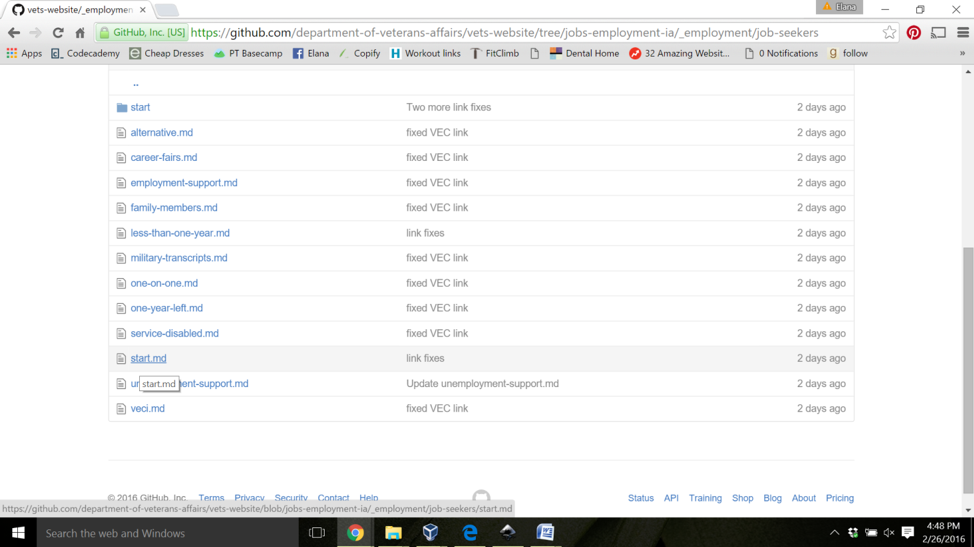 vets-website/_employmen
Elana
GitHub, Inc. [US] https://github.com/department-of-veterans-affairs/vets-website/tree/jobs-employment-ia/_employment/job-seekers
Apps Codecademy Cheap Dresses PT Basecamp Elana Copify Workout links FitClimb Dental Home 32 Amazing Websit... 0 Notifications follow »
..
start Two more link fixes 2 days ago
alternative.md fixed VEC link 2 days ago
career-fairs.md fixed VEC link 2 days ago
employment-support.md fixed VEC link 2 days ago
family-members.md fixed VEC link 2 days ago
less-than-one-year.md link fixes 2 days ago
military-transcripts.md fixed VEC link 2 days ago
one-on-one.md fixed VEC link 2 days ago
one-year-left.md fixed VEC link 2 days ago
service-disabled.md fixed VEC link 2 days ago
start.md link fixes 2 days ago
start.md
ent-support.md Update unemployment-support.md 2 days ago
veci.md fixed VEC link 2 days ago
© 2016 GitHub, Inc. Terms Privacy Security Contact Help Status API Training Shop Blog About Pricing
https://github.com/department-of-veterans-affairs/vets-website/blob/jobs-employment-ia/_employment/job-seekers/start.md
Search the web and Windows
4:48 PM
2/26/2016